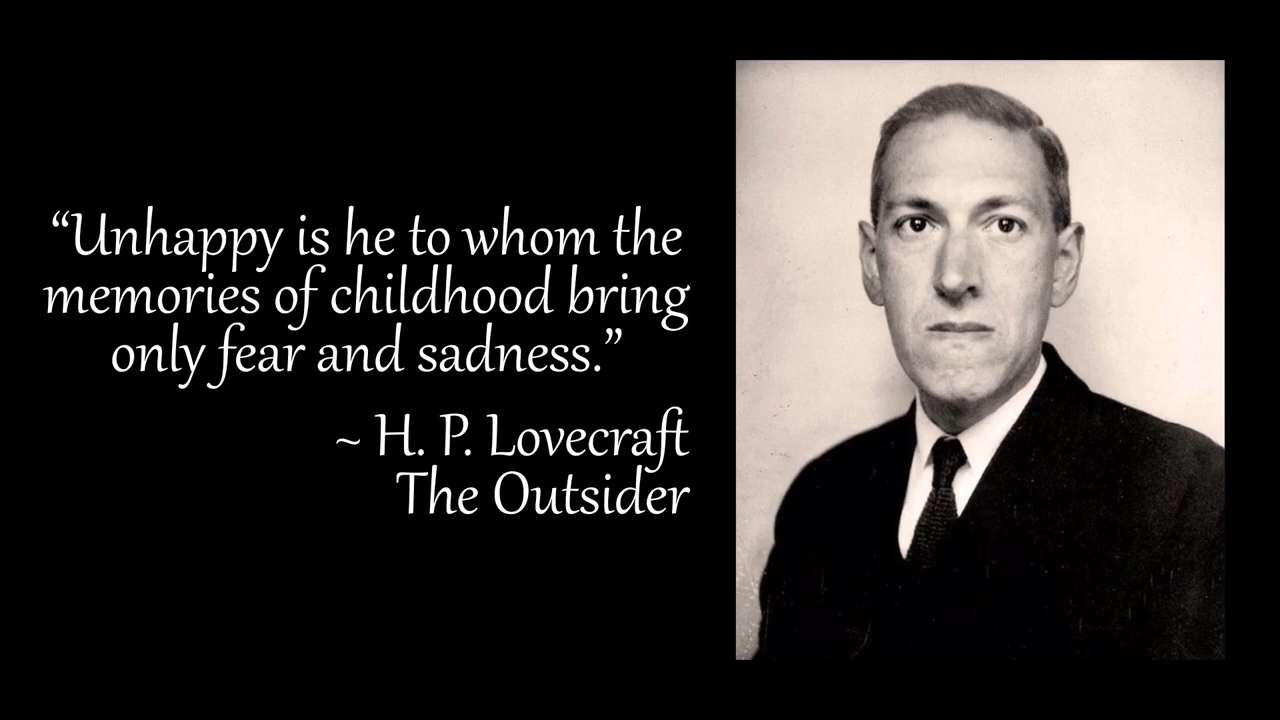 “Unhappy is he to whom the
memories of childhood bring
only fear and sadness.”
~ H. P. Lovecraft
The Outsider